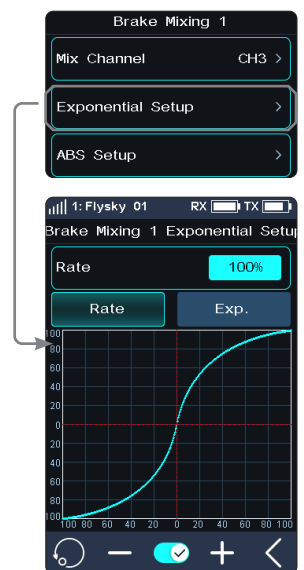 Brake Mixing 1
Mix Channel CH3 >
Exponential Setup >
ABS Setup >
1: Flysky 01 RX TX
Brake Mixing 1 Exponential Setu
Rate 100%
Rate Exp.
100
80
60
40
20
0
20
40
60
80
100
100 80 60 40 20 0 20 40 60 80 100